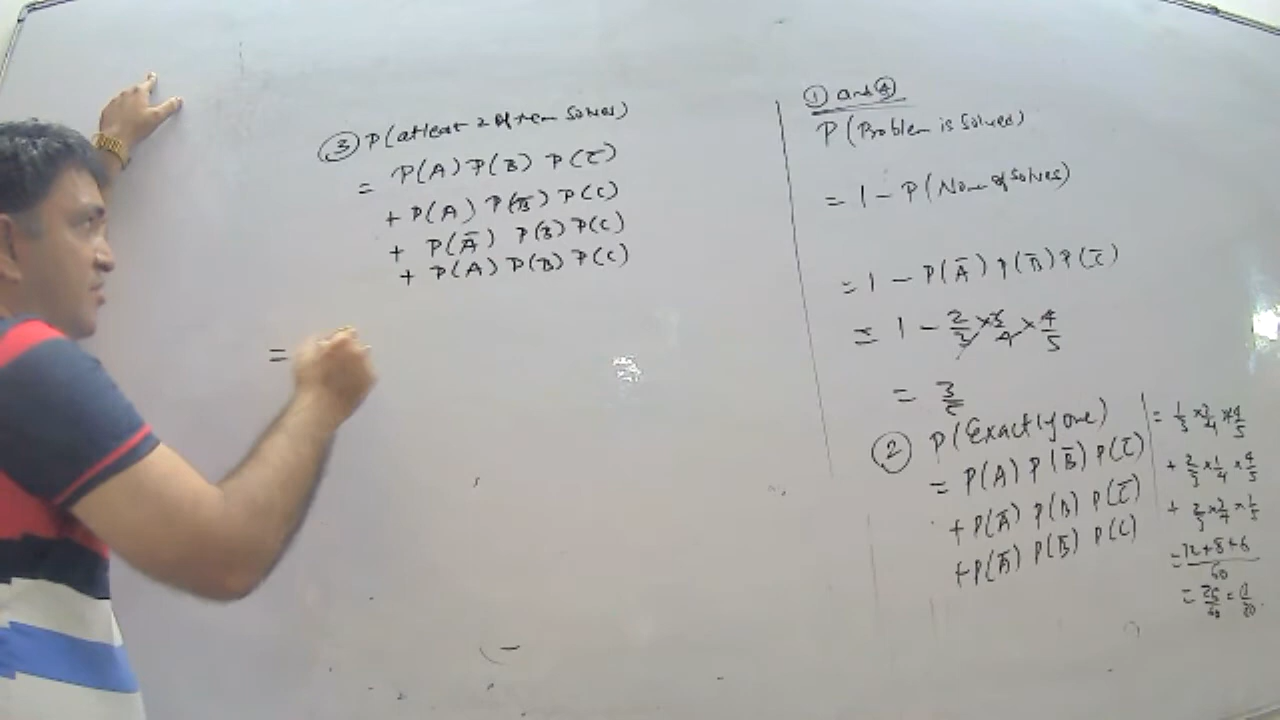 ③ P(atleast 2 of them Solves)
= P(A) P(B) P(C̅)
+ P(A) P(B̅) P(C)
+ P(A̅) P(B) P(C)
+ P(A) P(B) P(C)
=
① and ④
P(Problem is Solved)
= 1 - P(None of Solves)
= 1 - P(A̅) P(B̅) P(C̅)
= 1 - 2/3 × 3/4 × 4/5
= 3/5
② P(Exactly one)
= P(A) P(B̅) P(C̅)
+ P(A̅) P(B) P(C̅)
+ P(A̅) P(B̅) P(C)
= 1/3 × 3/4 × 4/5
+ 2/3 × 1/4 × 4/5
+ 2/3 × 3/4 × 1/5
= 12+8+6/60
= 26/60 =